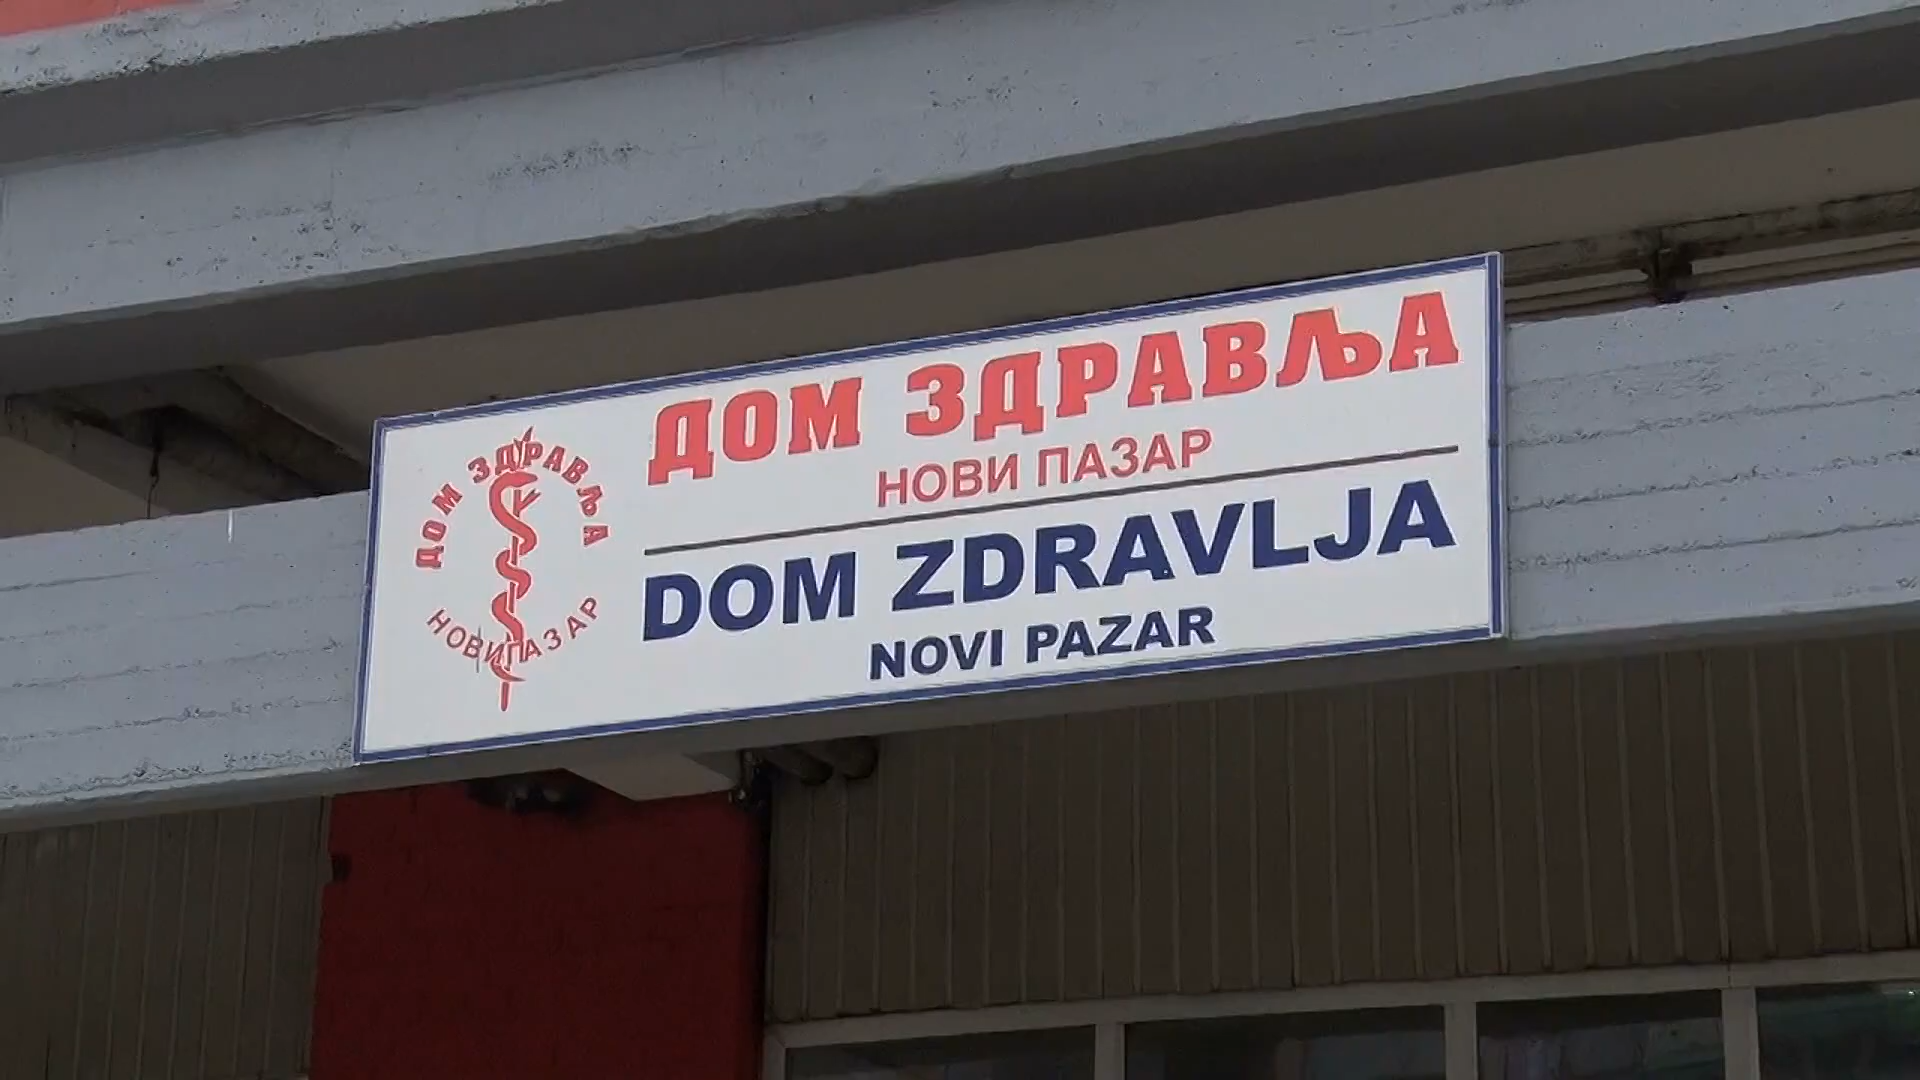 ДОМ ЗДРАВЉА
НОВИ ПАЗАР
ДОМ ЗДРАВЉА
НОВИ ПАЗАР
DOM ZDRAVLJA
NOVI PAZAR